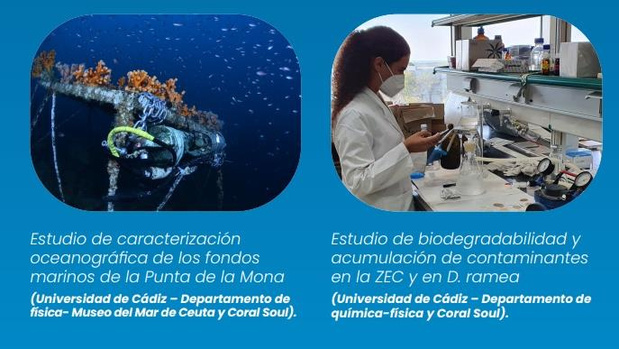 Estudio de caracterización
oceanográfica de los fondos
marinos de la Punta de la Mona
(Universidad de Cádiz – Departamento de
física- Museo del Mar de Ceuta y Coral Soul).
Estudio de biodegradabilidad y
acumulación de contaminantes
en la ZEC y en D. ramea
(Universidad de Cádiz – Departamento de
química-física y Coral Soul).